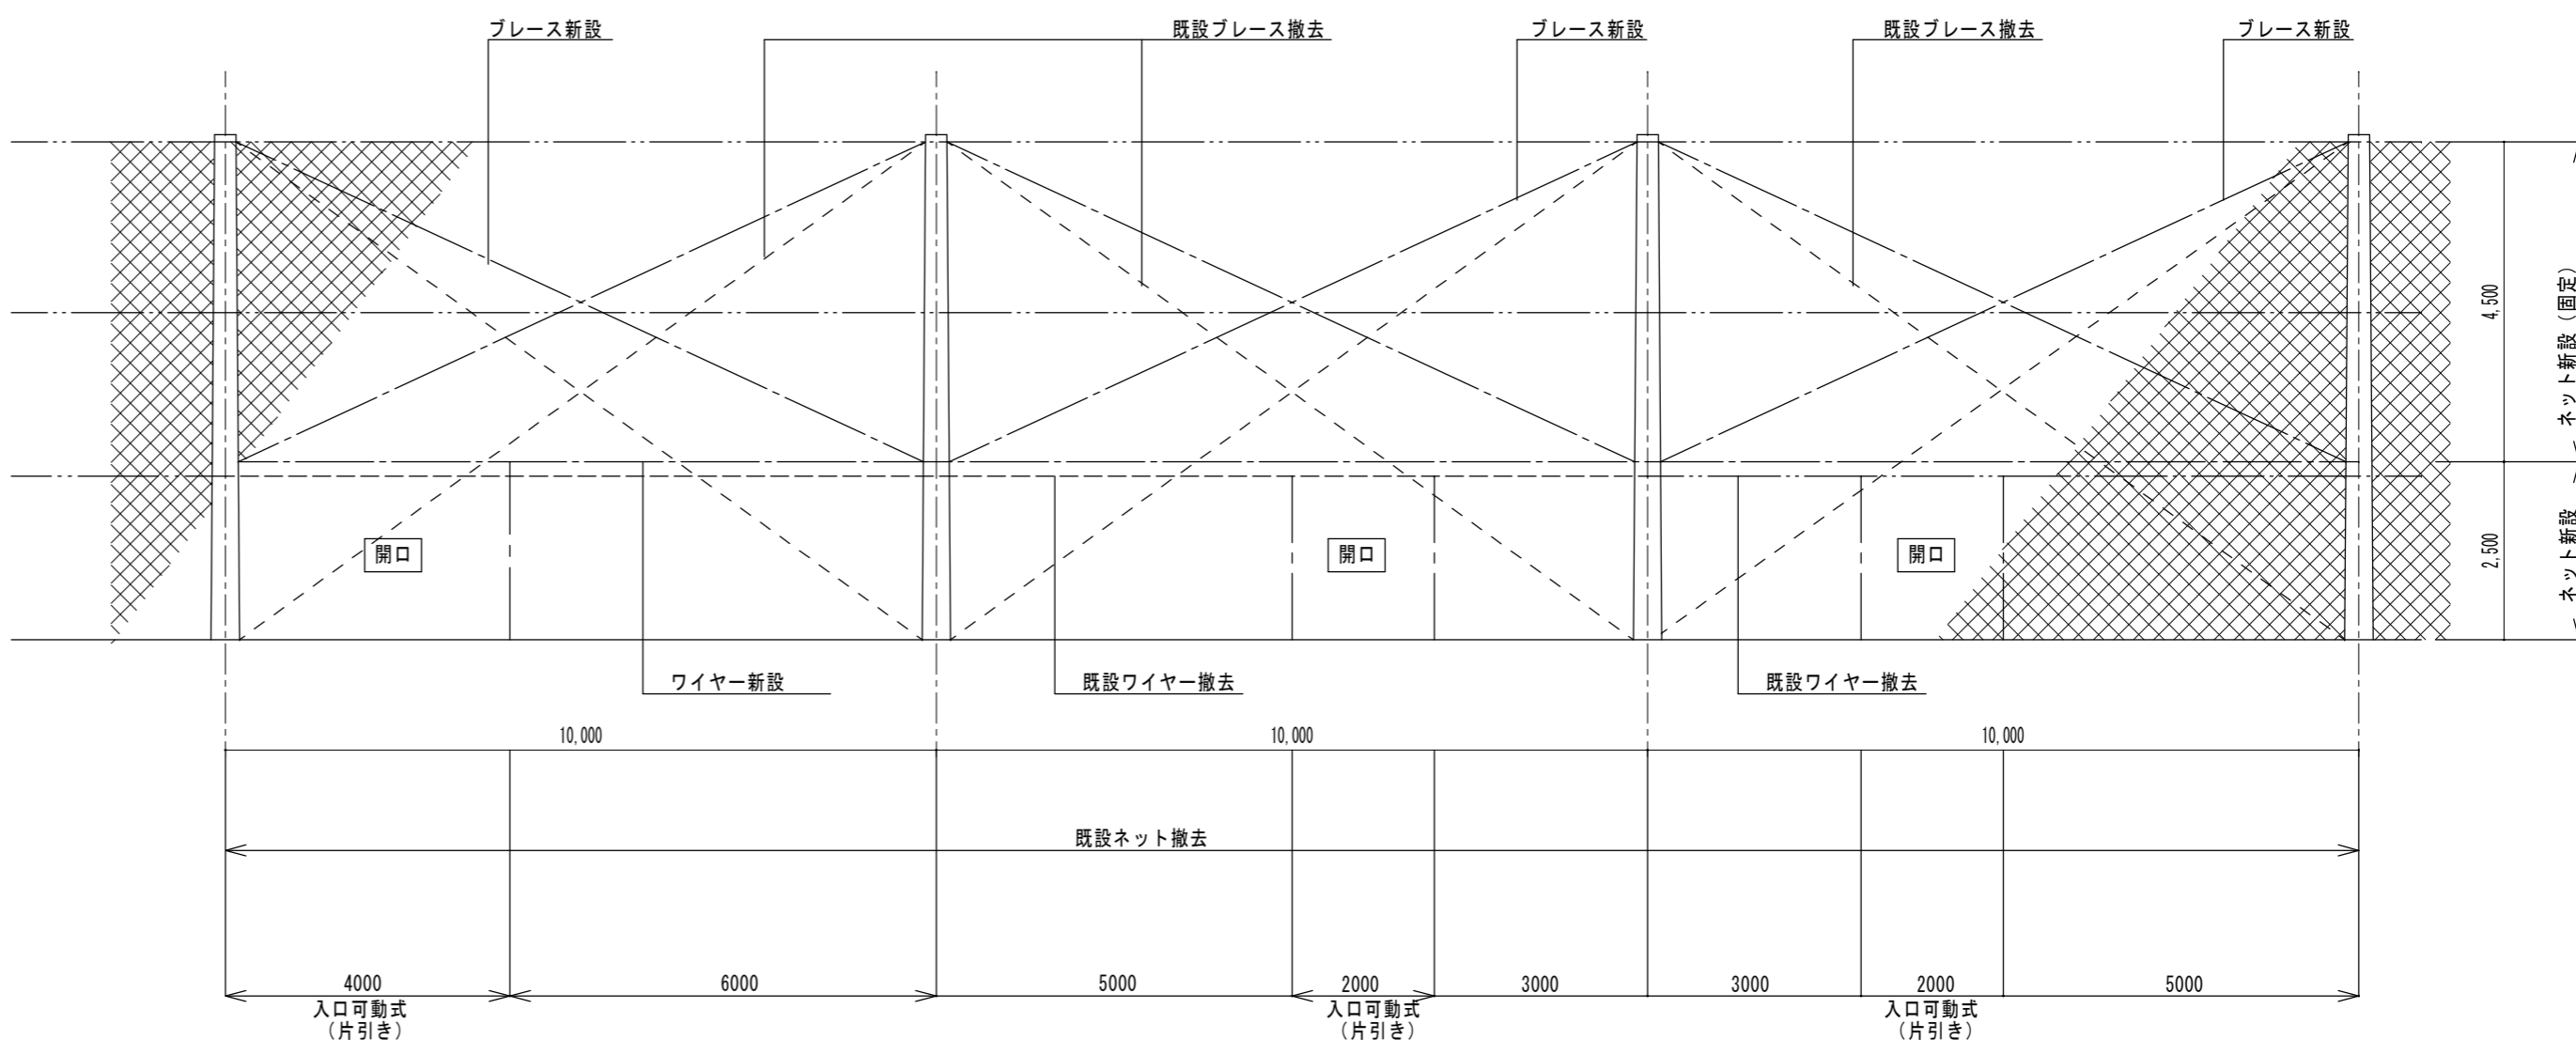 ブレース新設
既設ブレース撤去
ブレース新設
既設ブレース撤去
ブレース新設
4,500
ネット新設（固定）
2,500
ネット新設
開口
開口
開口
ワイヤー新設
既設ワイヤー撤去
既設ワイヤー撤去
10,000
10,000
10,000
既設ネット撤去
4000
6000
5000
2000
3000
3000
2000
5000
入口可動式
（片引き）
入口可動式
（片引き）
入口可動式
（片引き）